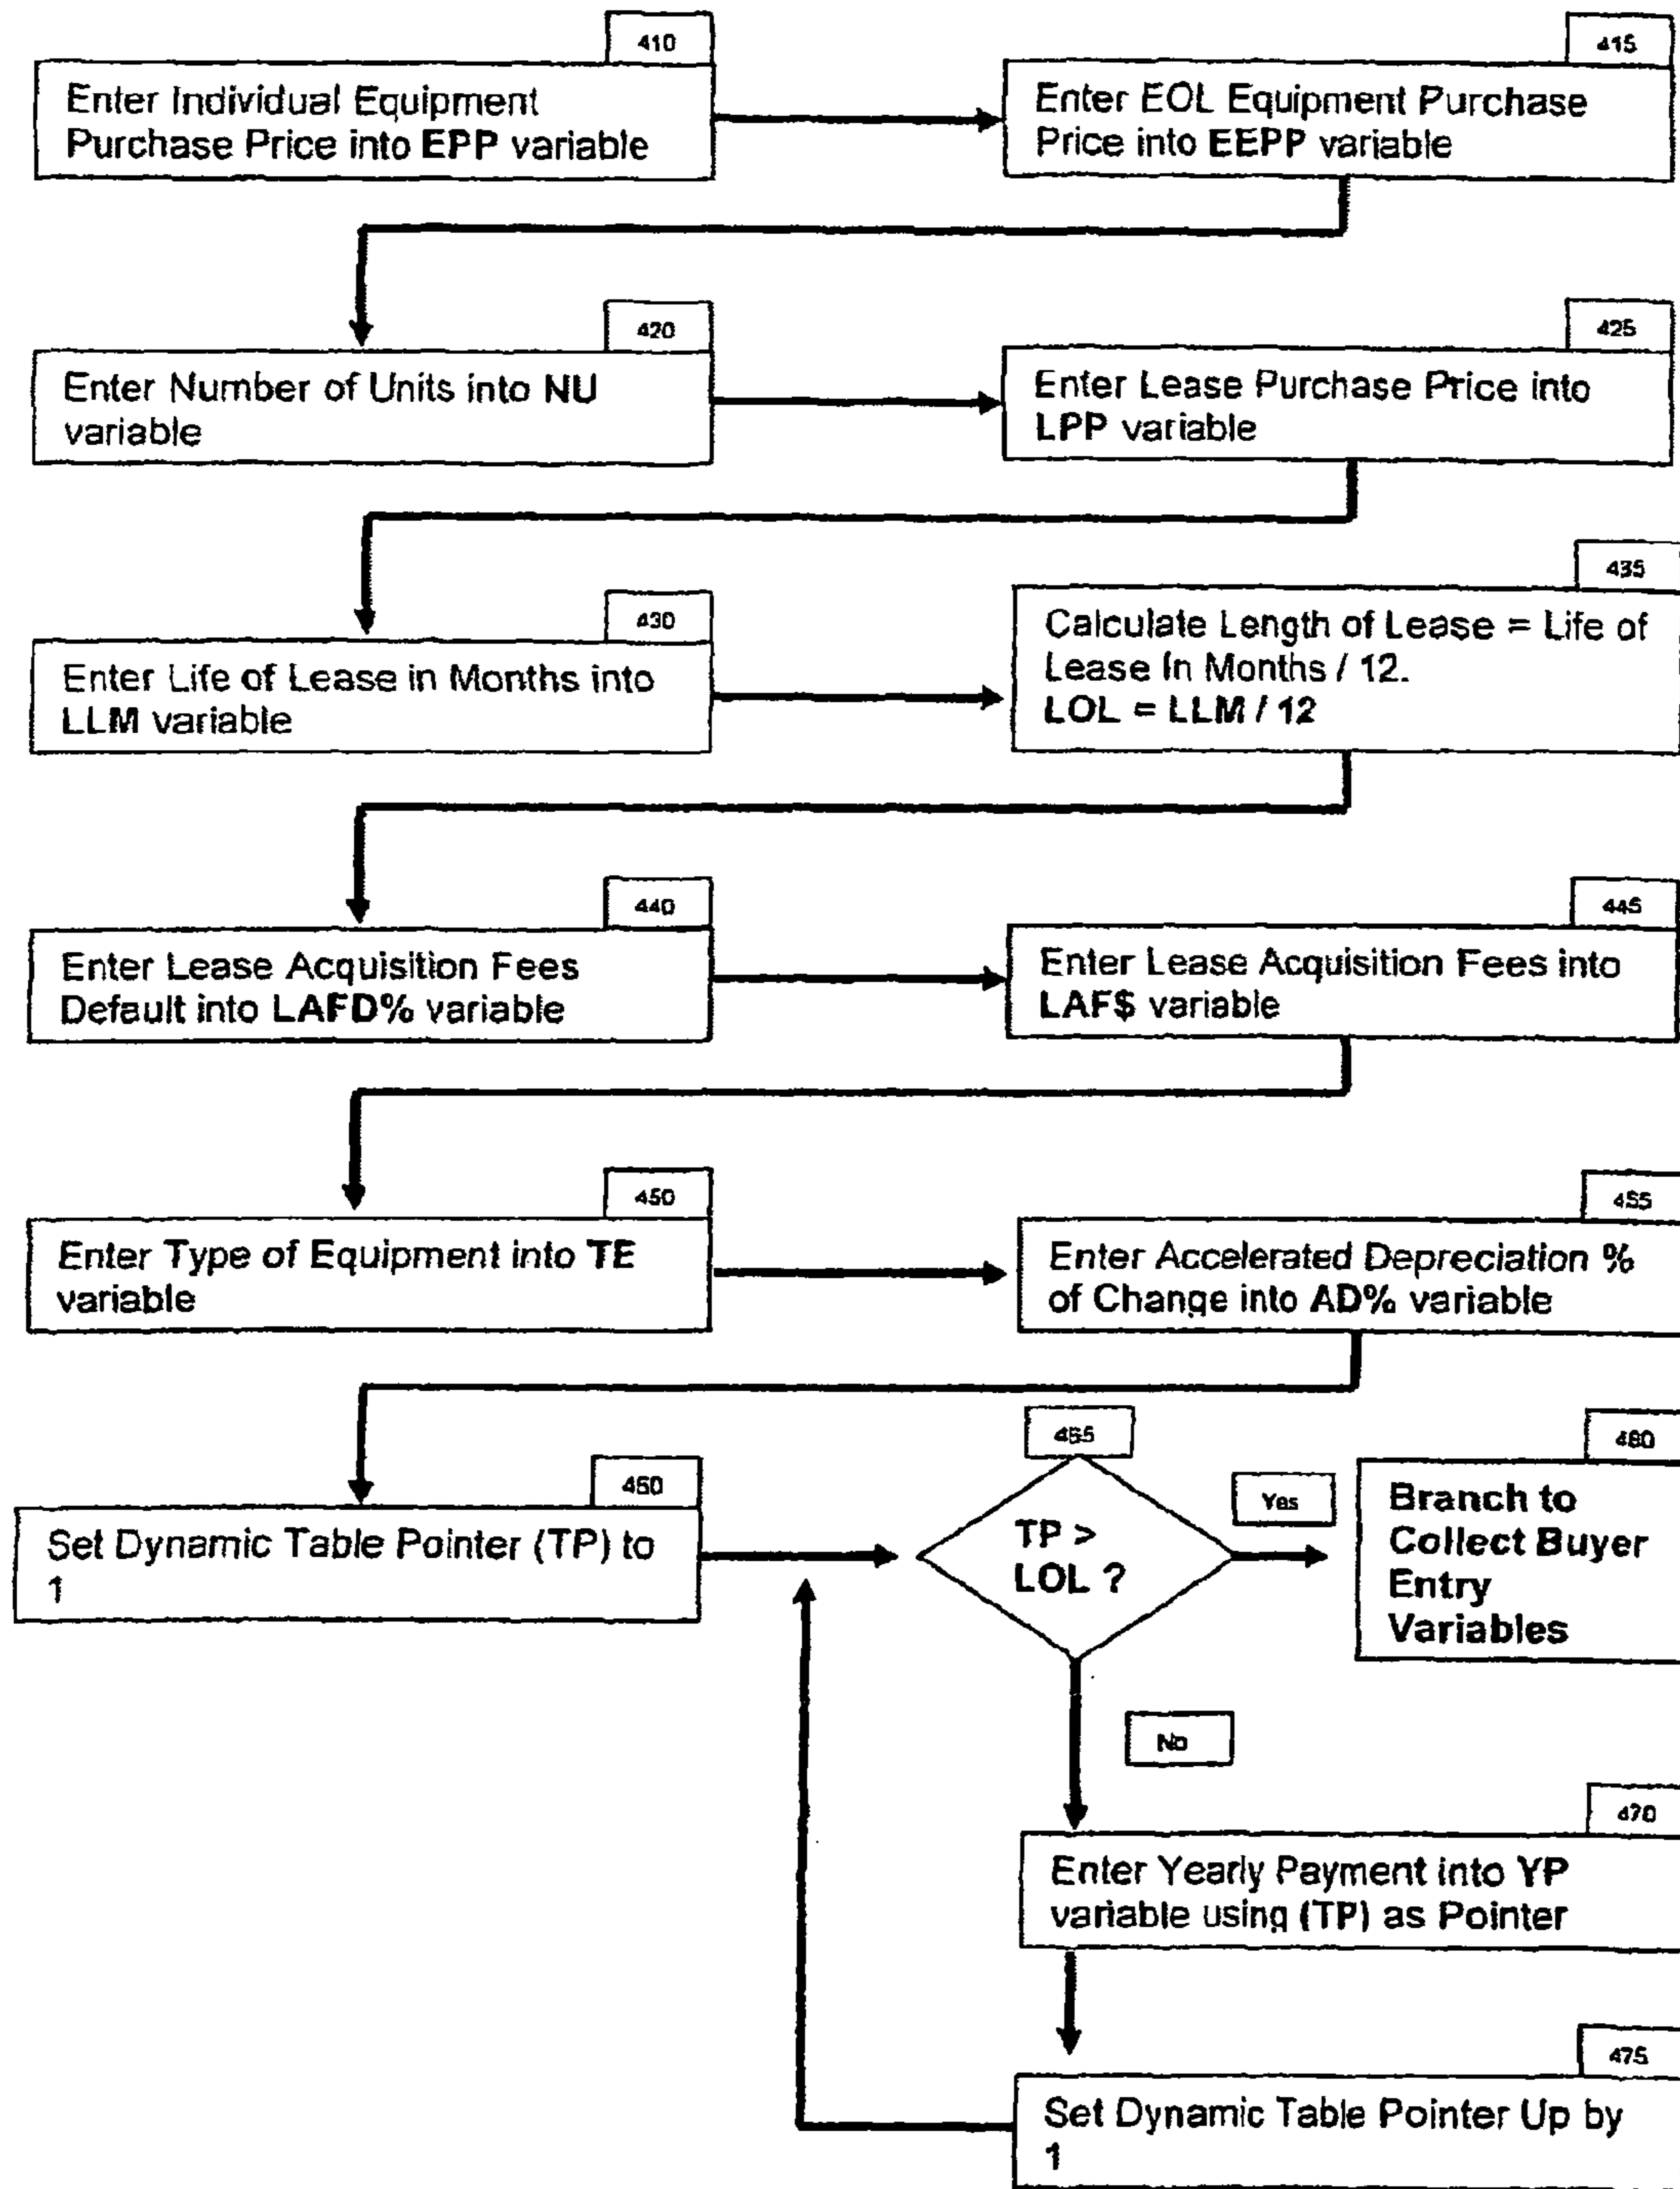 410
Enter Individual Equipment
Purchase Price into EPP variable
415
Enter EOL Equipment Purchase
Price into EEPP variable
420
Enter Number of Units into NU
variable
425
Enter Lease Purchase Price into
LPP variable
430
Enter Life of Lease in Months into
LLM variable
435
Calculate Length of Lease = Life of
Lease In Months / 12.
LOL = LLM / 12
440
Enter Lease Acquisition Fees
Default into LAFD% variable
445
Enter Lease Acquisition Fees into
LAF$ variable
450
Enter Type of Equipment into TE
variable
455
Enter Accelerated Depreciation %
of Change into AD% variable
460
Set Dynamic Table Pointer (TP) to
1
465
TP >
LOL ?
Yes
480
Branch to
Collect Buyer
Entry
Variables
No
470
Enter Yearly Payment into YP
variable using (TP) as Pointer
475
Set Dynamic Table Pointer Up by
1